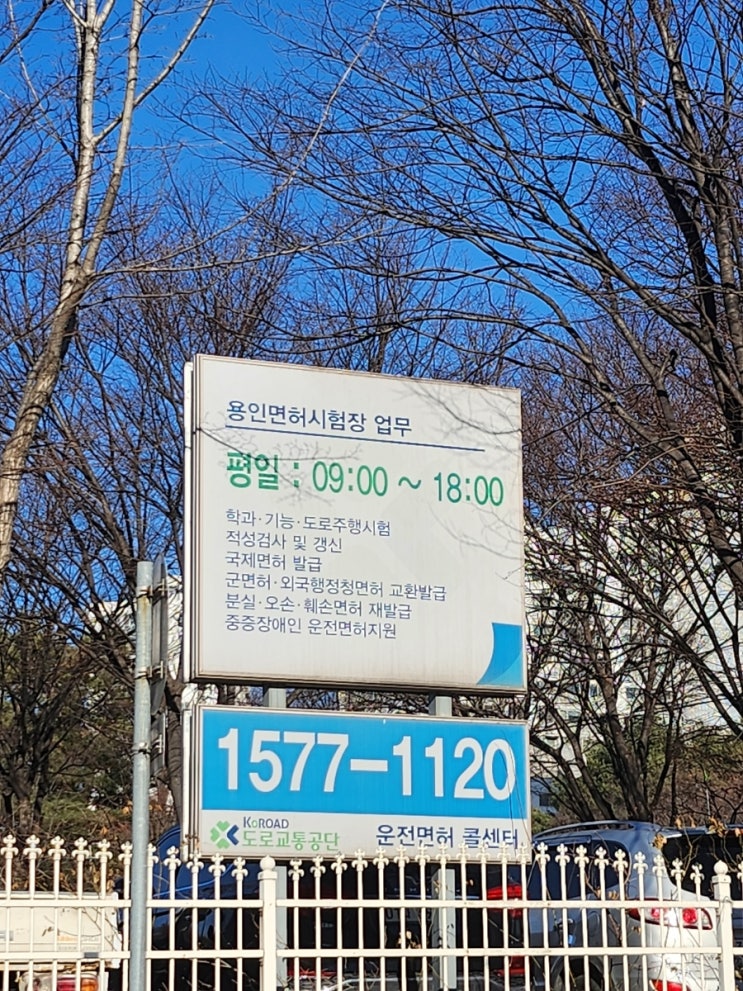 용인면허시험장 업무
평일 : 09:00 ~ 18:00
학과·기능·도로주행시험
적성검사 및 갱신
국제면허 발급
군면허·외국행정청면허 교환발급
분실·오손·훼손면허 재발급
중증장애인 운전면허지원
1577-1120
KoROAD
도로교통공단
운전면허 콜센터